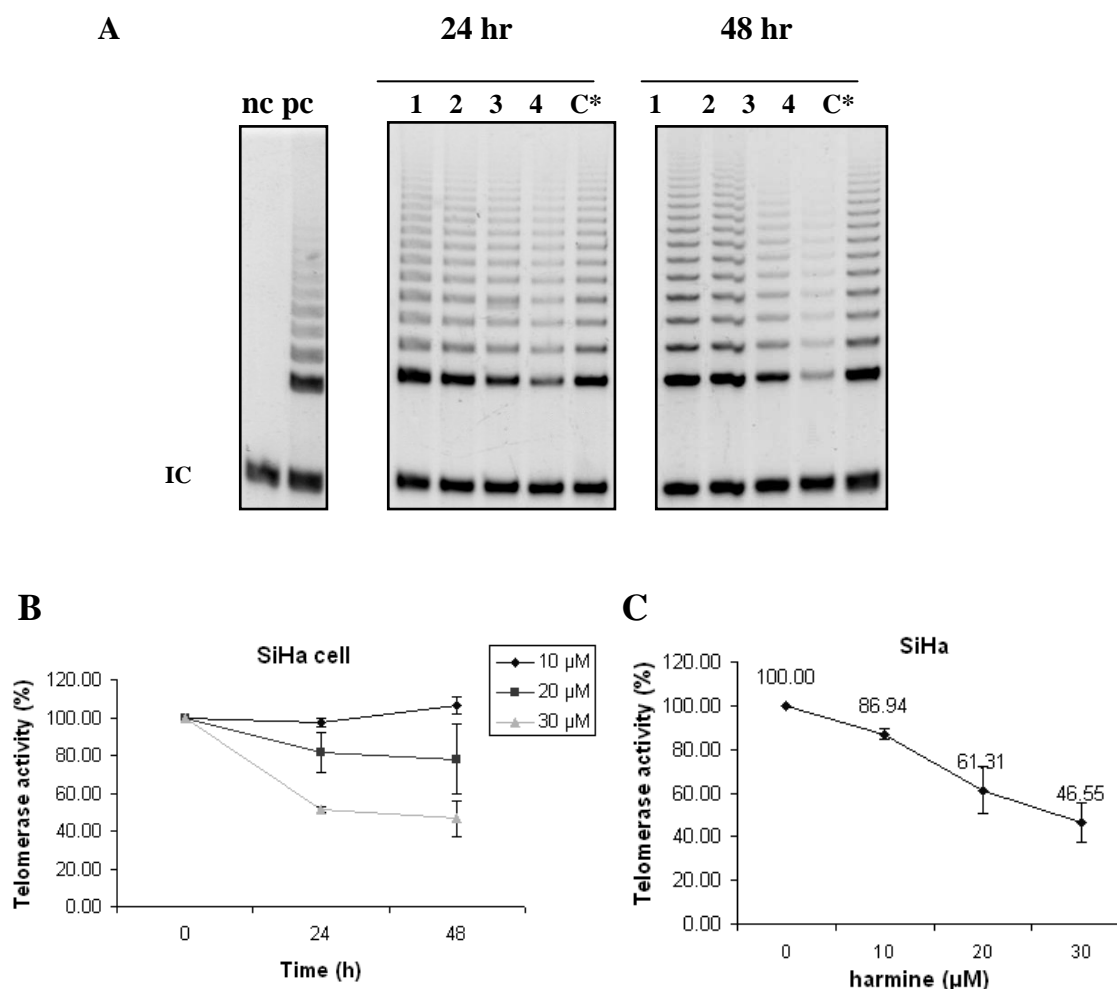 A
24 hr
48 hr
nc pc
1 2 3 4 C*
1 2 3 4 C*
IC
B
SiHa cell
Telomerase activity (%)
120.00
100.00
80.00
60.00
40.00
20.00
0.00
0 24 48
Time (h)
10 µM
20 µM
30 µM
C
SiHa
Telomerase activity (%)
120.00
100.00
80.00
60.00
40.00
20.00
0.00
100.00
86.94
61.31
46.55
0 10 20 30
harmine (µM)